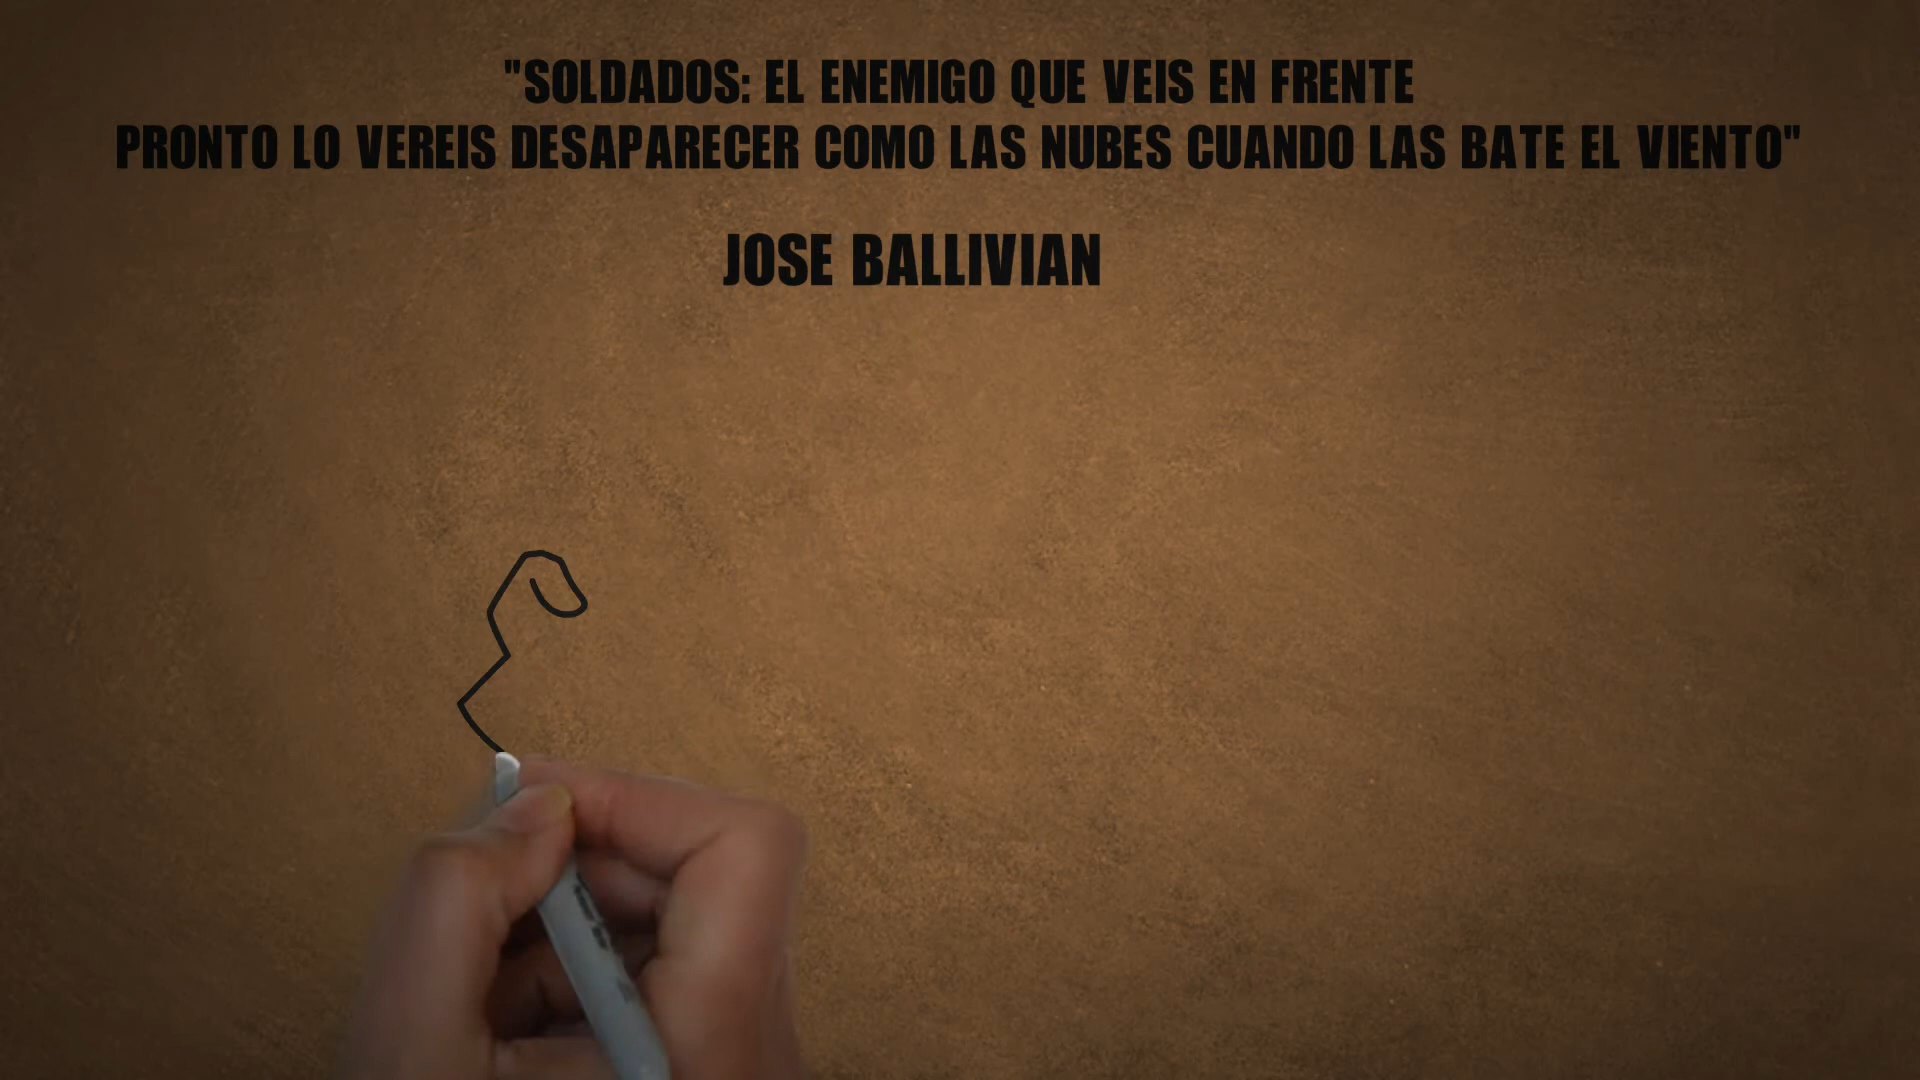 "SOLDADOS: EL ENEMIGO QUE VEIS EN FRENTE
PRONTO LO VEREIS DESAPARECER COMO LAS NUBES CUANDO LAS BATE EL VIENTO"
JOSE BALLIVIAN